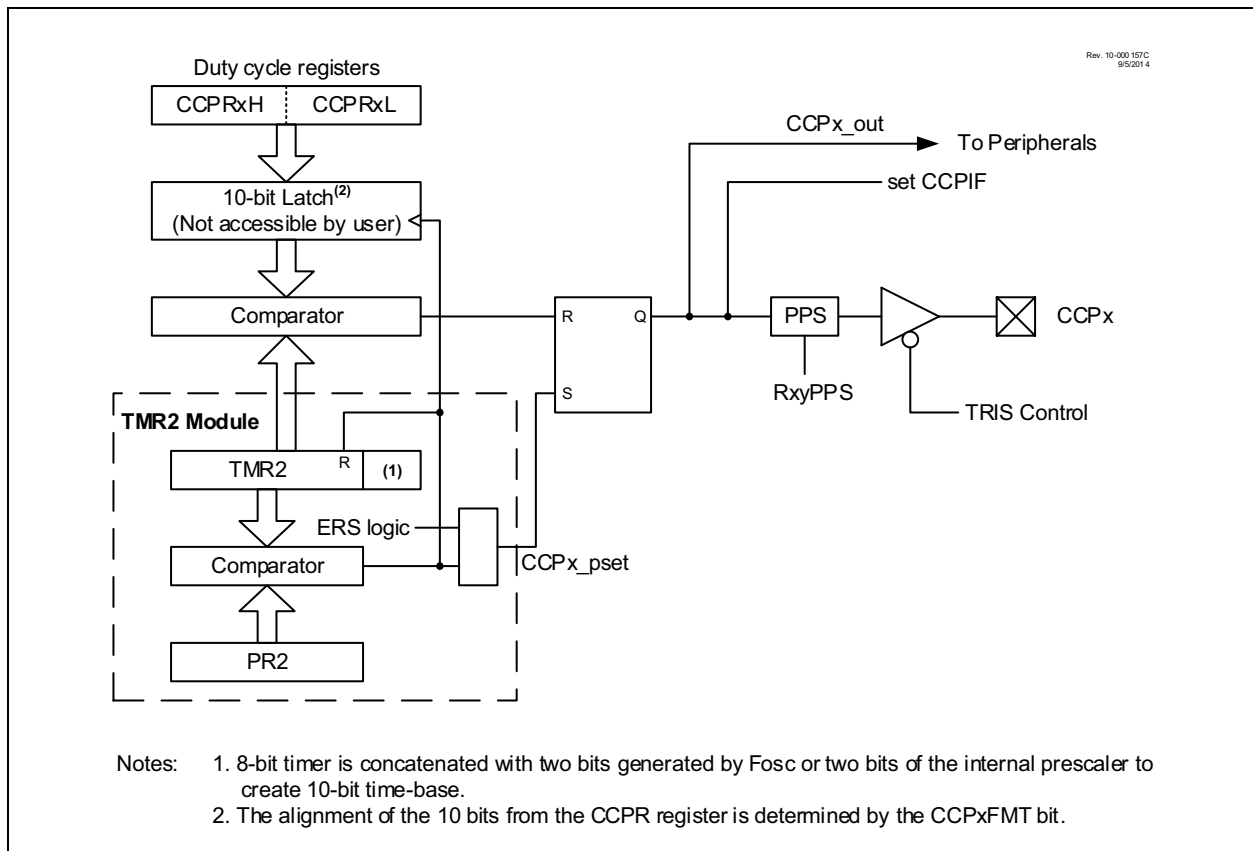 Rev. 10-000 157C
9/5/2014
Duty cycle registers
CCPRxH CCPRxL
CCPx_out
To Peripherals
set CCPIF
10-bit Latch(2)
(Not accessible by user)
Comparator
R Q
S
PPS
CCPx
RxyPPS
TRIS Control
TMR2 Module
TMR2 R (1)
ERS logic
CCPx_pset
Comparator
PR2
Notes: 1. 8-bit timer is concatenated with two bits generated by Fosc or two bits of the internal prescaler to
create 10-bit time-base.
2. The alignment of the 10 bits from the CCPR register is determined by the CCPxFMT bit.